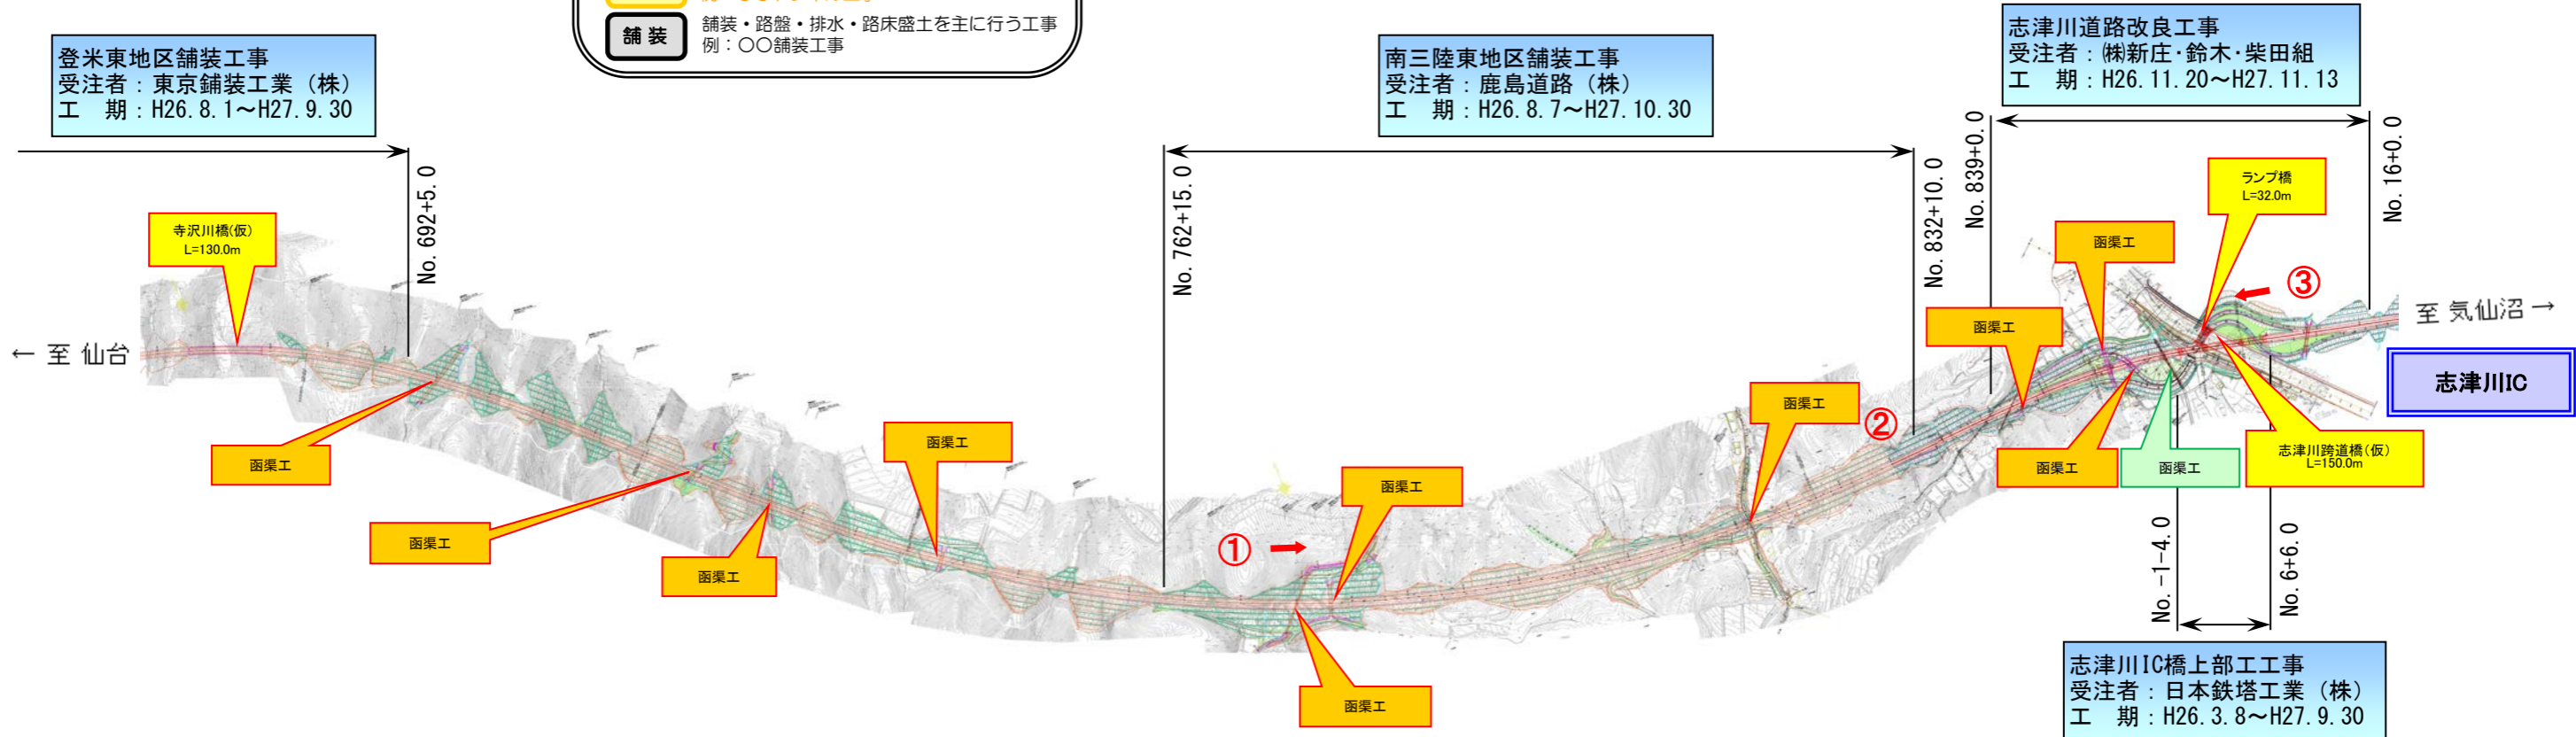 舗 装
舗装・路盤・排水・路床盛土を主に行う工事
例：〇〇舗装工事
登米東地区舗装工事
受注者：東京舗装工業（株）
工　期：H26.8.1～H27.9.30
南三陸東地区舗装工事
受注者：鹿島道路（株）
工　期：H26.8.7～H27.10.30
志津川道路改良工事
受注者：㈱新庄･鈴木･柴田組
工　期：H26.11.20～H27.11.13
No. 692+5.0
No. 762+15.0
No. 832+10.0
No. 839+0.0
No. 16+0.0
寺沢川橋(仮)
L=130.0m
ランプ橋
L=32.0m
← 至 仙台
至 気仙沼 →
志津川IC
③
②
①
函渠工
函渠工
函渠工
函渠工
函渠工
函渠工
函渠工
函渠工
函渠工
函渠工
函渠工
志津川跨道橋(仮)
L=150.0m
No. -1-4.0
No. 6+6.0
志津川IC橋上部工工事
受注者：日本鉄塔工業（株）
工　期：H26.3.8～H27.9.30